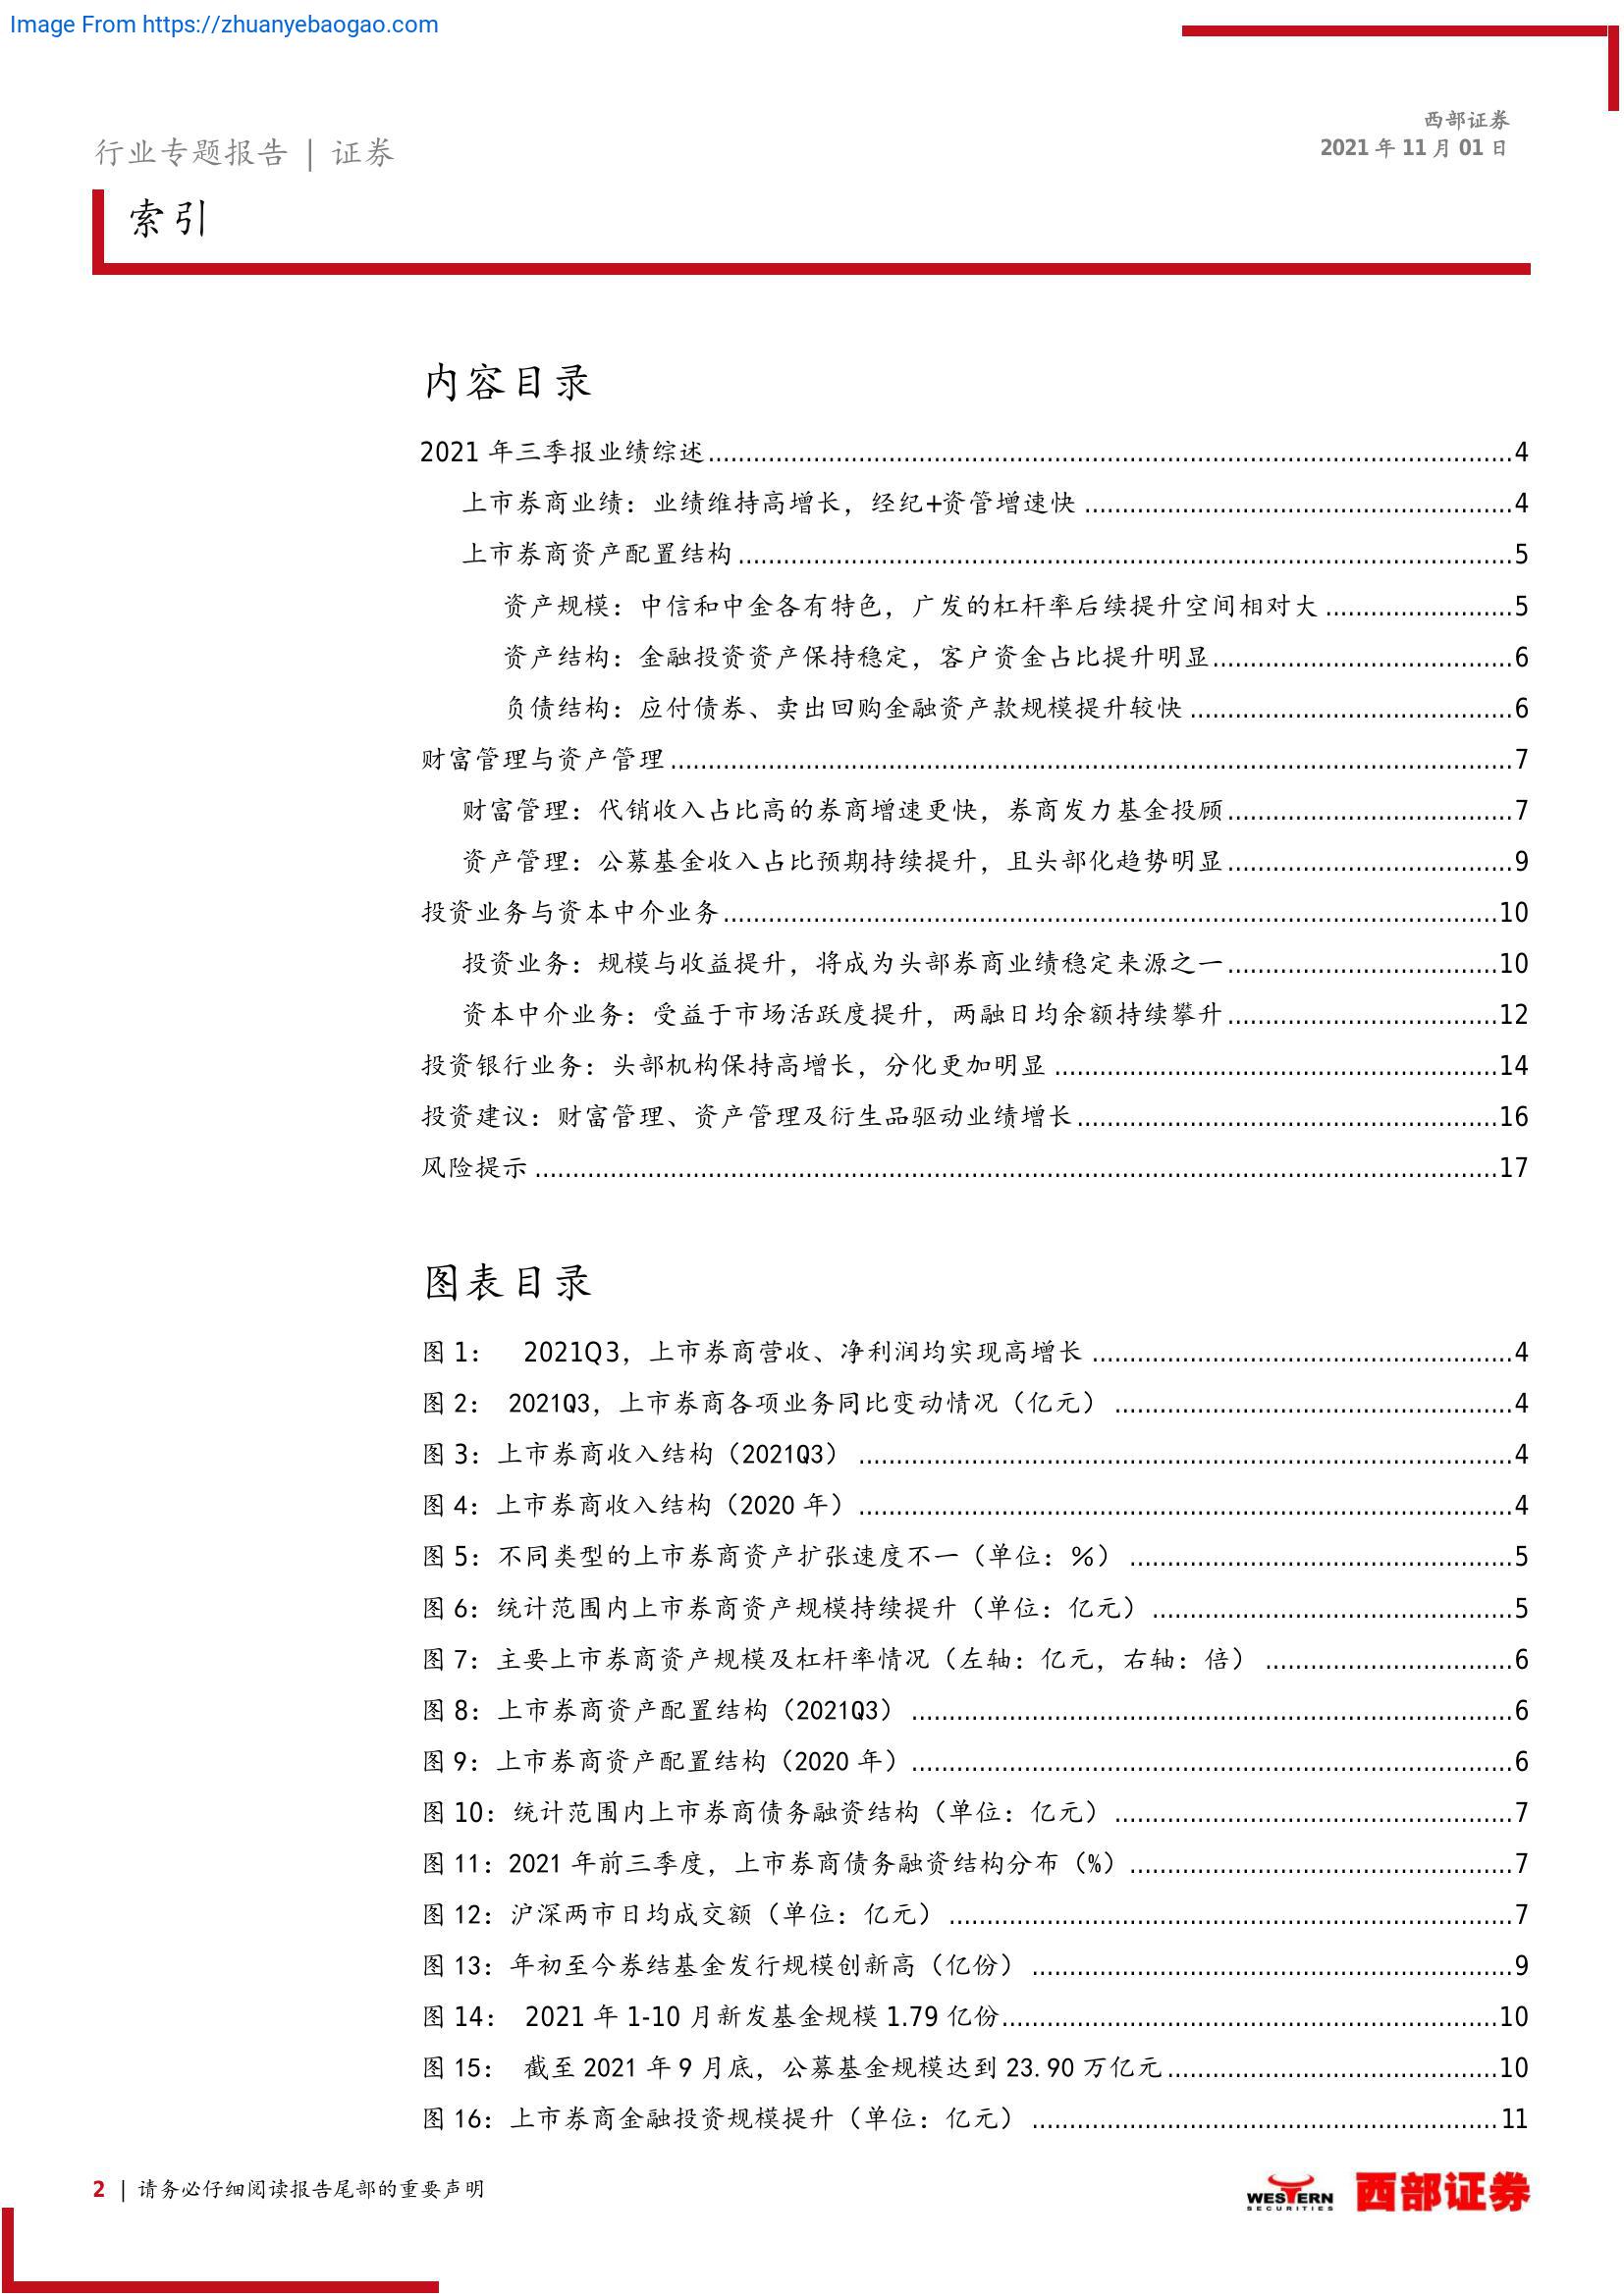 Image From https://zhuanyebaogao.com
西部证券
2021 年 11 月 01 日
行业专题报告 | 证券
索引
内容目录
2021 年三季报业绩综述 4
上市券商业绩：业绩维持高增长，经纪+资管增速快 4
上市券商资产配置结构 5
资产规模：中信和中金各有特色，广发的杠杆率后续提升空间相对大 5
资产结构：金融投资资产保持稳定，客户资金占比提升明显 6
负债结构：应付债券、卖出回购金融资产款规模提升较快 6
财富管理与资产管理 7
财富管理：代销收入占比高的券商增速更快，券商发力基金投顾 7
资产管理：公募基金收入占比预期持续提升，且头部化趋势明显 9
投资业务与资本中介业务 10
投资业务：规模与收益提升，将成为头部券商业绩稳定来源之一 10
资本中介业务：受益于市场活跃度提升，两融日均余额持续攀升 12
投资银行业务：头部机构保持高增长，分化更加明显 14
投资建议：财富管理、资产管理及衍生品驱动业绩增长 16
风险提示 17
图表目录
图 1： 2021Q3，上市券商营收、净利润均实现高增长 4
图 2： 2021Q3，上市券商各项业务同比变动情况（亿元） 4
图 3：上市券商收入结构（2021Q3） 4
图 4：上市券商收入结构（2020 年） 4
图 5：不同类型的上市券商资产扩张速度不一（单位：%） 5
图 6：统计范围内上市券商资产规模持续提升（单位：亿元） 5
图 7：主要上市券商资产规模及杠杆率情况（左轴：亿元，右轴：倍） 6
图 8：上市券商资产配置结构（2021Q3） 6
图 9：上市券商资产配置结构（2020 年） 6
图 10：统计范围内上市券商债务融资结构（单位：亿元） 7
图 11：2021 年前三季度，上市券商债务融资结构分布（%） 7
图 12：沪深两市日均成交额（单位：亿元） 7
图 13：年初至今券结基金发行规模创新高（亿份） 9
图 14： 2021 年 1-10 月新发基金规模 1.79 亿份 10
图 15： 截至 2021 年 9 月底，公募基金规模达到 23.90 万亿元 10
图 16：上市券商金融投资规模提升（单位：亿元） 11
2 | 请务必仔细阅读报告尾部的重要声明
WESTERN
SECURITIES
西部证券